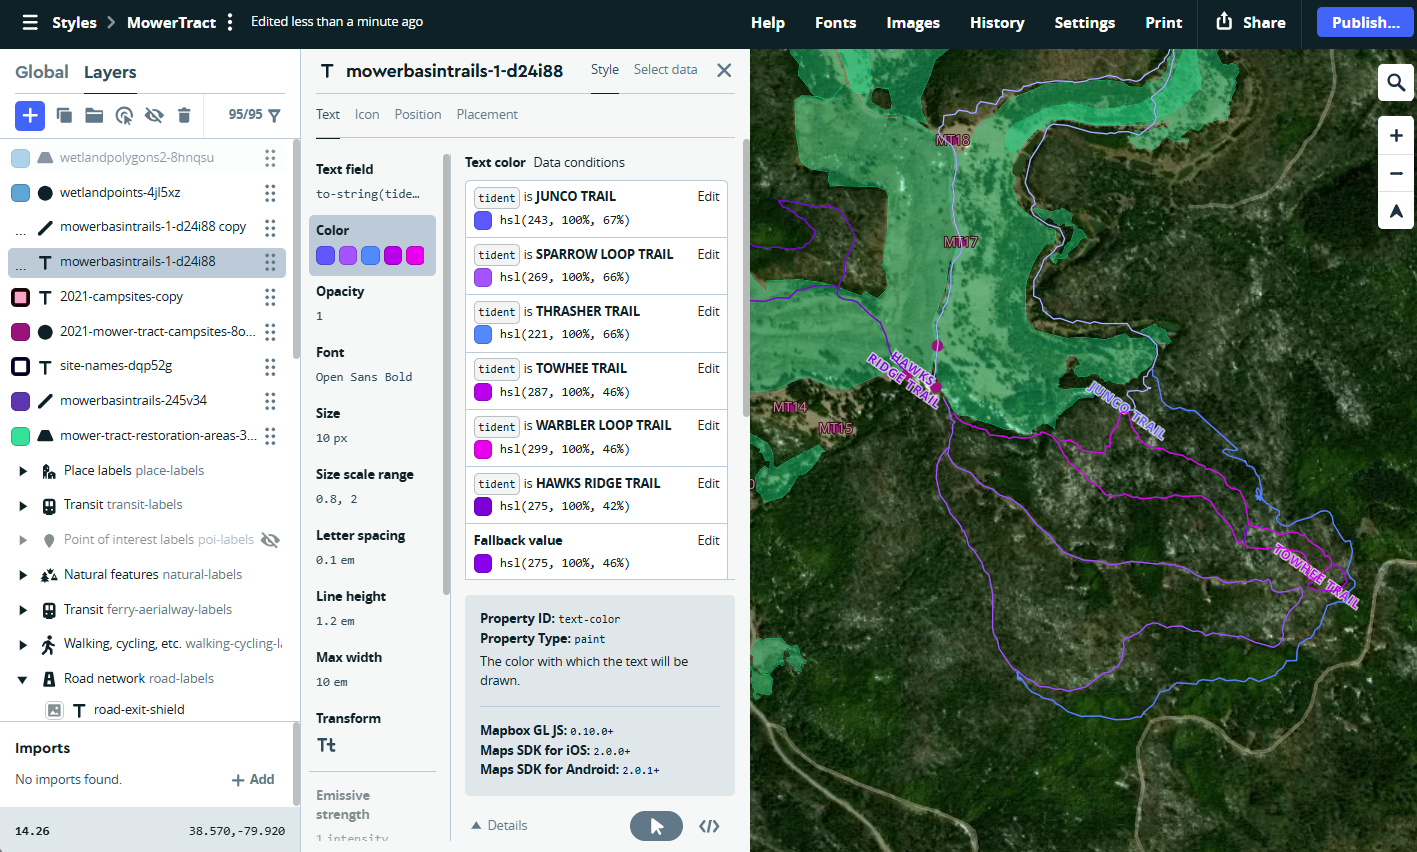 Styles
MowerTract
Edited less than a minute ago
Help
Fonts
Images
History
Settings
Print
Share
Publish...
Global
Layers
95/95
wetlandpolygons2-8hnqsu
wetlandpoints-4jl5xz
... mowerbasintrails-1-d24i88 copy
... mowerbasintrails-1-d24i88
2021-campsites-copy
2021-mower-tract-campsites-8o...
site-names-dqp52g
mowerbasintrails-245v34
mower-tract-restoration-areas-3...
Place labels place-labels
Transit transit-labels
Point of interest labels poi-labels
Natural features natural-labels
Transit ferry-aerialway-labels
Walking, cycling, etc. walking-cycling-l
Road network road-labels
road-exit-shield
Imports
No imports found.
Add
14.26
38.570,-79.920
mowerbasintrails-1-d24i88
Style
Select data
Text
Icon
Position
Placement
Text field
to-string(tide…
Color
Opacity
1
Font
Open Sans Bold
Size
10 px
Size scale range
0.8, 2
Letter spacing
0.1 em
Line height
1.2 em
Max width
10 em
Transform
Tt
Emissive
strength
1 intensity
Text color Data conditions
tident is JUNCO TRAIL Edit
hsl(243, 100%, 67%)
tident is SPARROW LOOP TRAIL Edit
hsl(269, 100%, 66%)
tident is THRASHER TRAIL Edit
hsl(221, 100%, 66%)
tident is TOWHEE TRAIL Edit
hsl(287, 100%, 46%)
tident is WARBLER LOOP TRAIL Edit
hsl(299, 100%, 46%)
tident is HAWKS RIDGE TRAIL Edit
hsl(275, 100%, 42%)
Fallback value Edit
hsl(275, 100%, 46%)
Property ID: text-color
Property Type: paint
The color with which the text will be
drawn.
Mapbox GL JS: 0.10.0+
Maps SDK for iOS: 2.0.0+
Maps SDK for Android: 2.0.1+
Details
</>
MT18
MT17
HAWKS
RIDGE TRAIL
JUNCO TRAIL
MT14
MT15
0
TOWHEE TRAIL